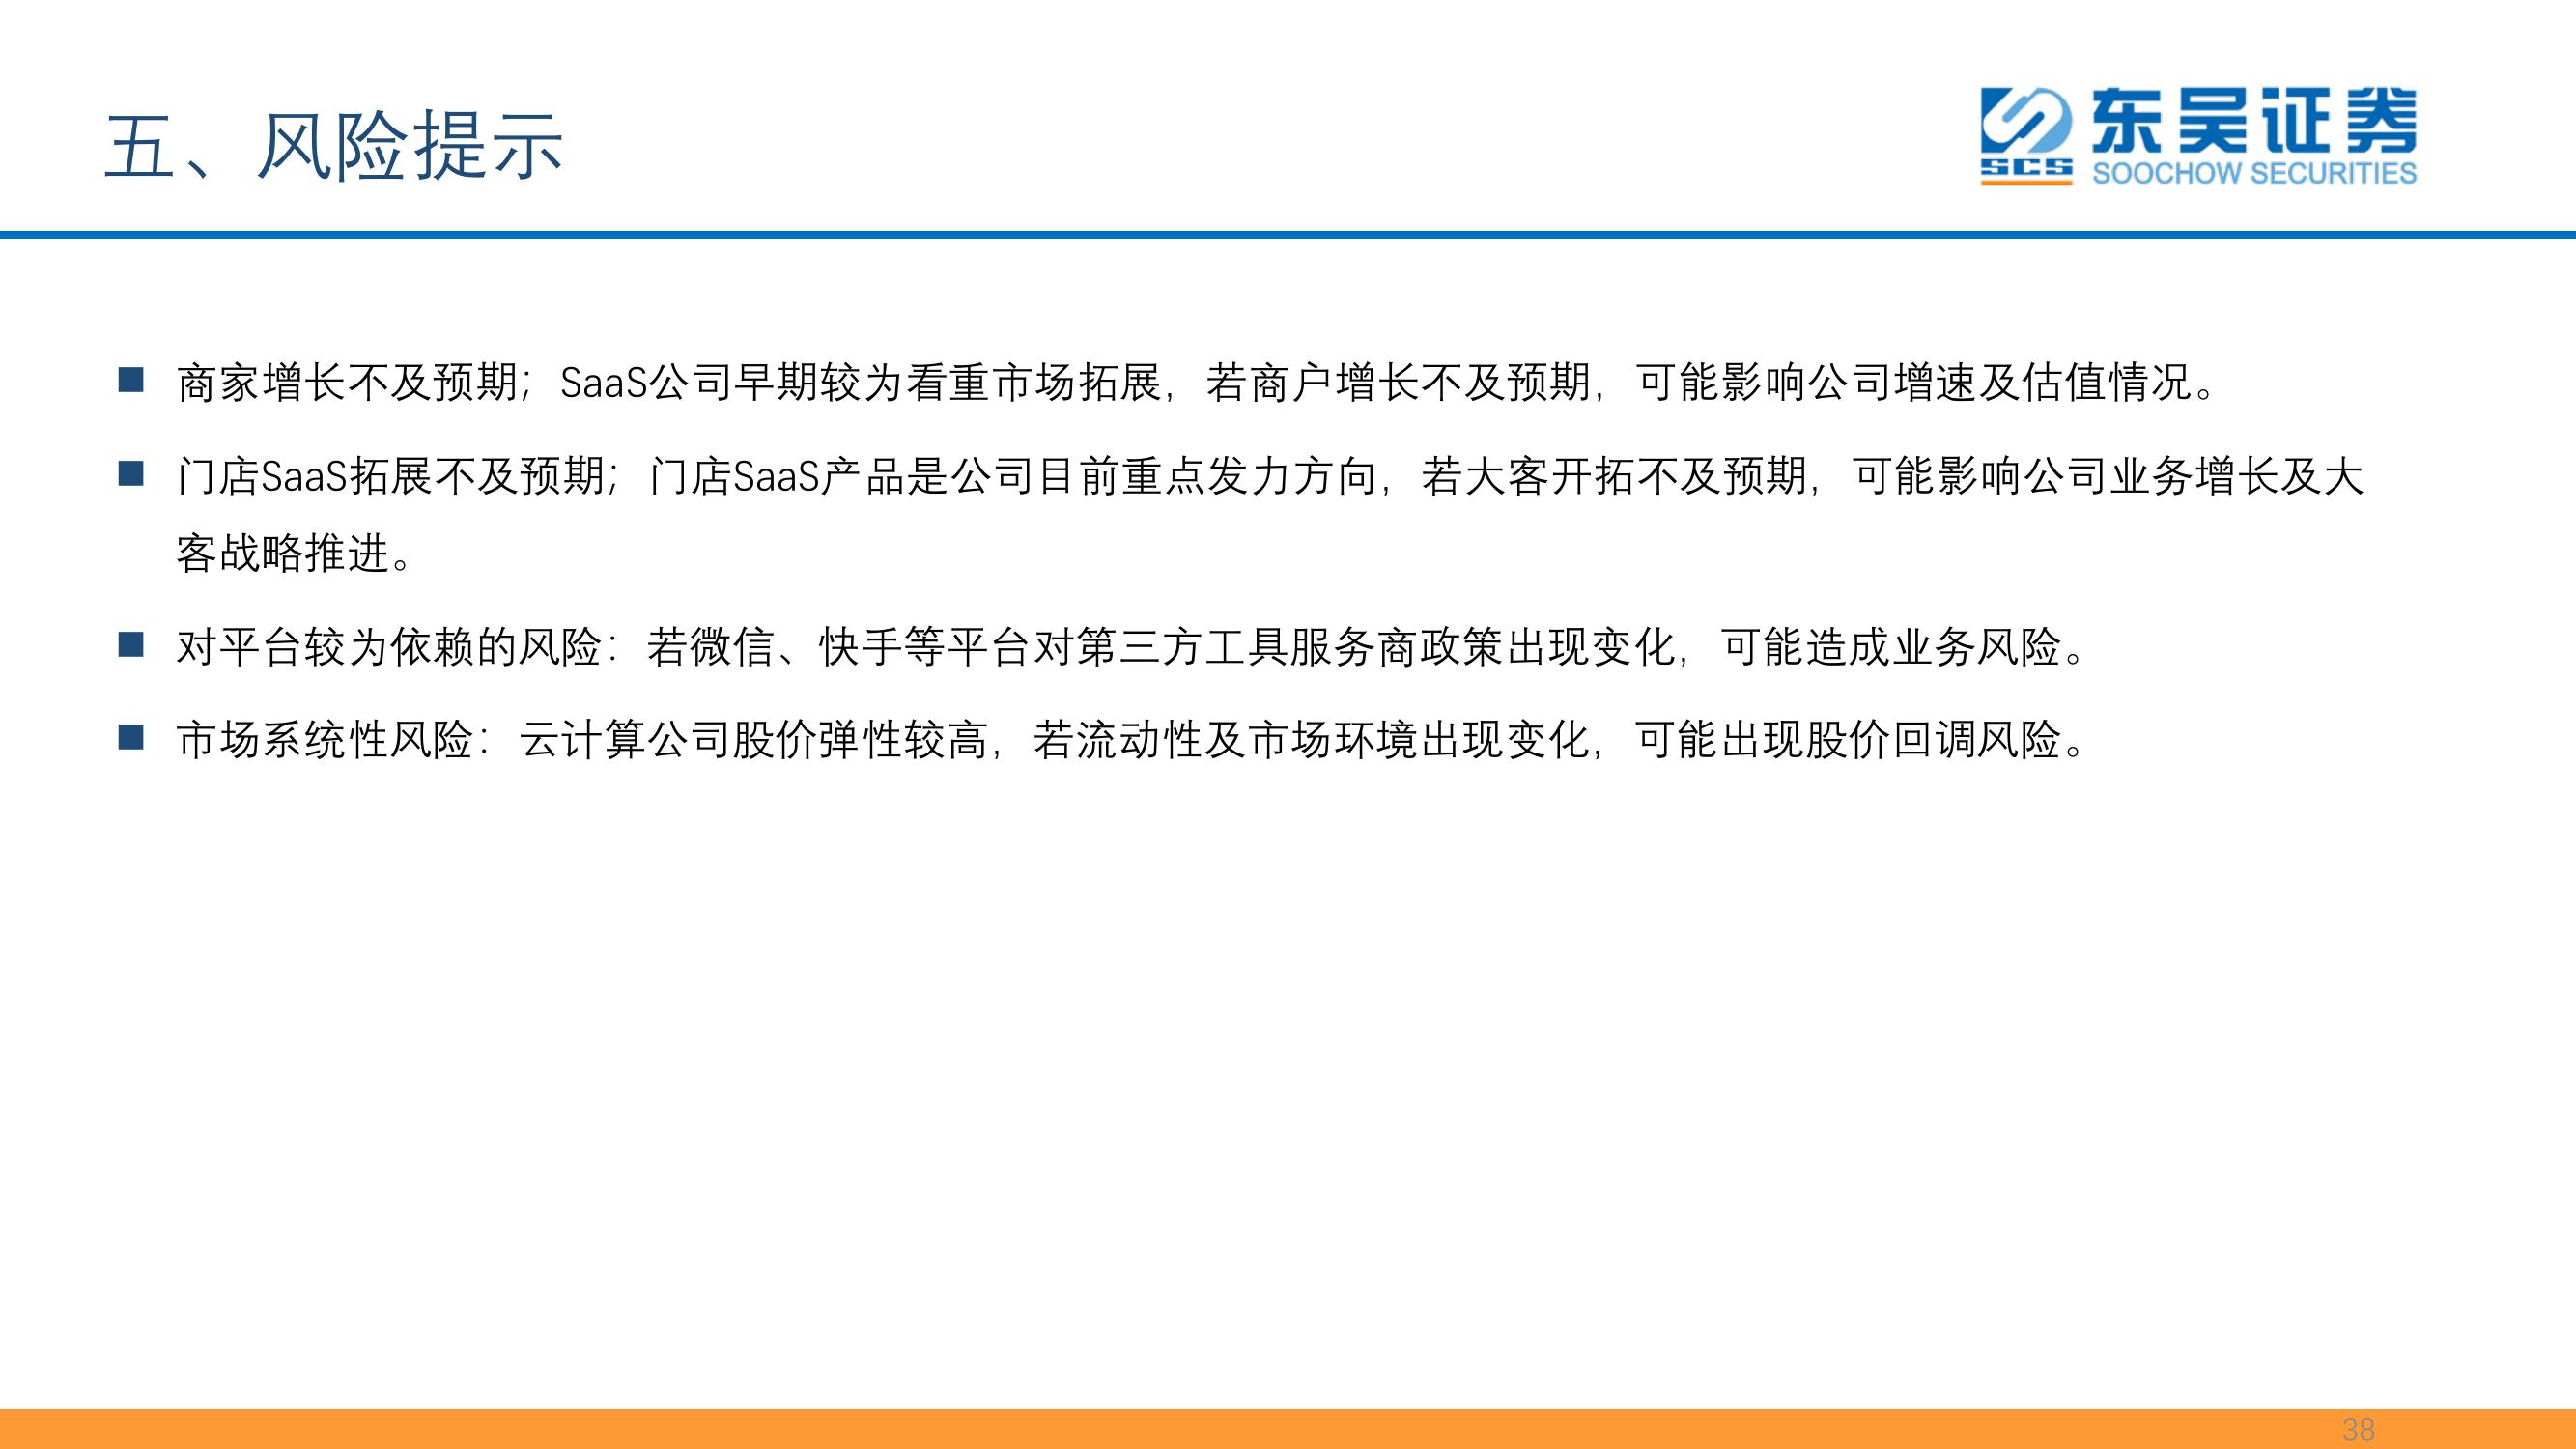 五、风险提示
东吴证券
SCS
SOOCHOW SECURITIES
■ 商家增长不及预期；SaaS公司早期较为看重市场拓展，若商户增长不及预期，可能影响公司增速及估值情况。
■ 门店SaaS拓展不及预期；门店SaaS产品是公司目前重点发力方向，若大客开拓不及预期，可能影响公司业务增长及大
客战略推进。
■ 对平台较为依赖的风险：若微信、快手等平台对第三方工具服务商政策出现变化，可能造成业务风险。
■ 市场系统性风险：云计算公司股价弹性较高，若流动性及市场环境出现变化，可能出现股价回调风险。
38